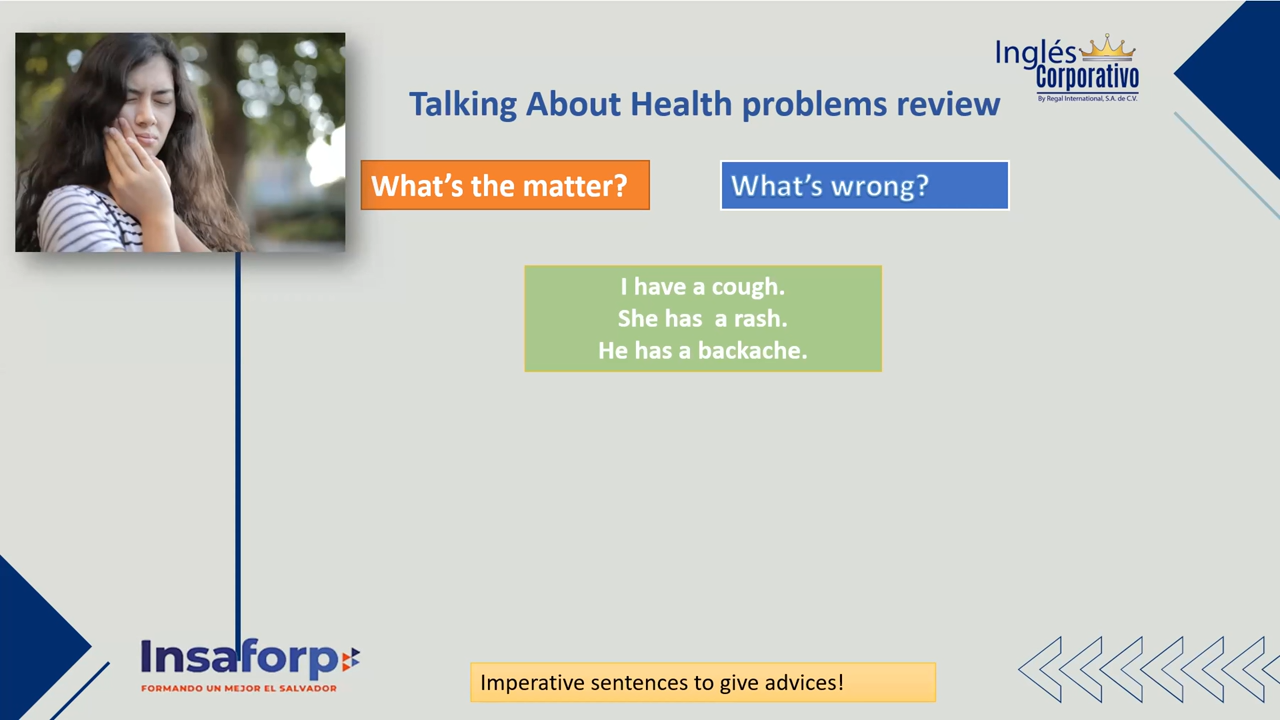 Inglés
Corporativo
By Regal International, S.A. de C.V.
Talking About Health problems review
What's the matter?
What's wrong?
I have a cough.
She has a rash.
He has a backache.
Insaforp
FORMANDO UN MEJOR EL SALVADOR
Imperative sentences to give advices!